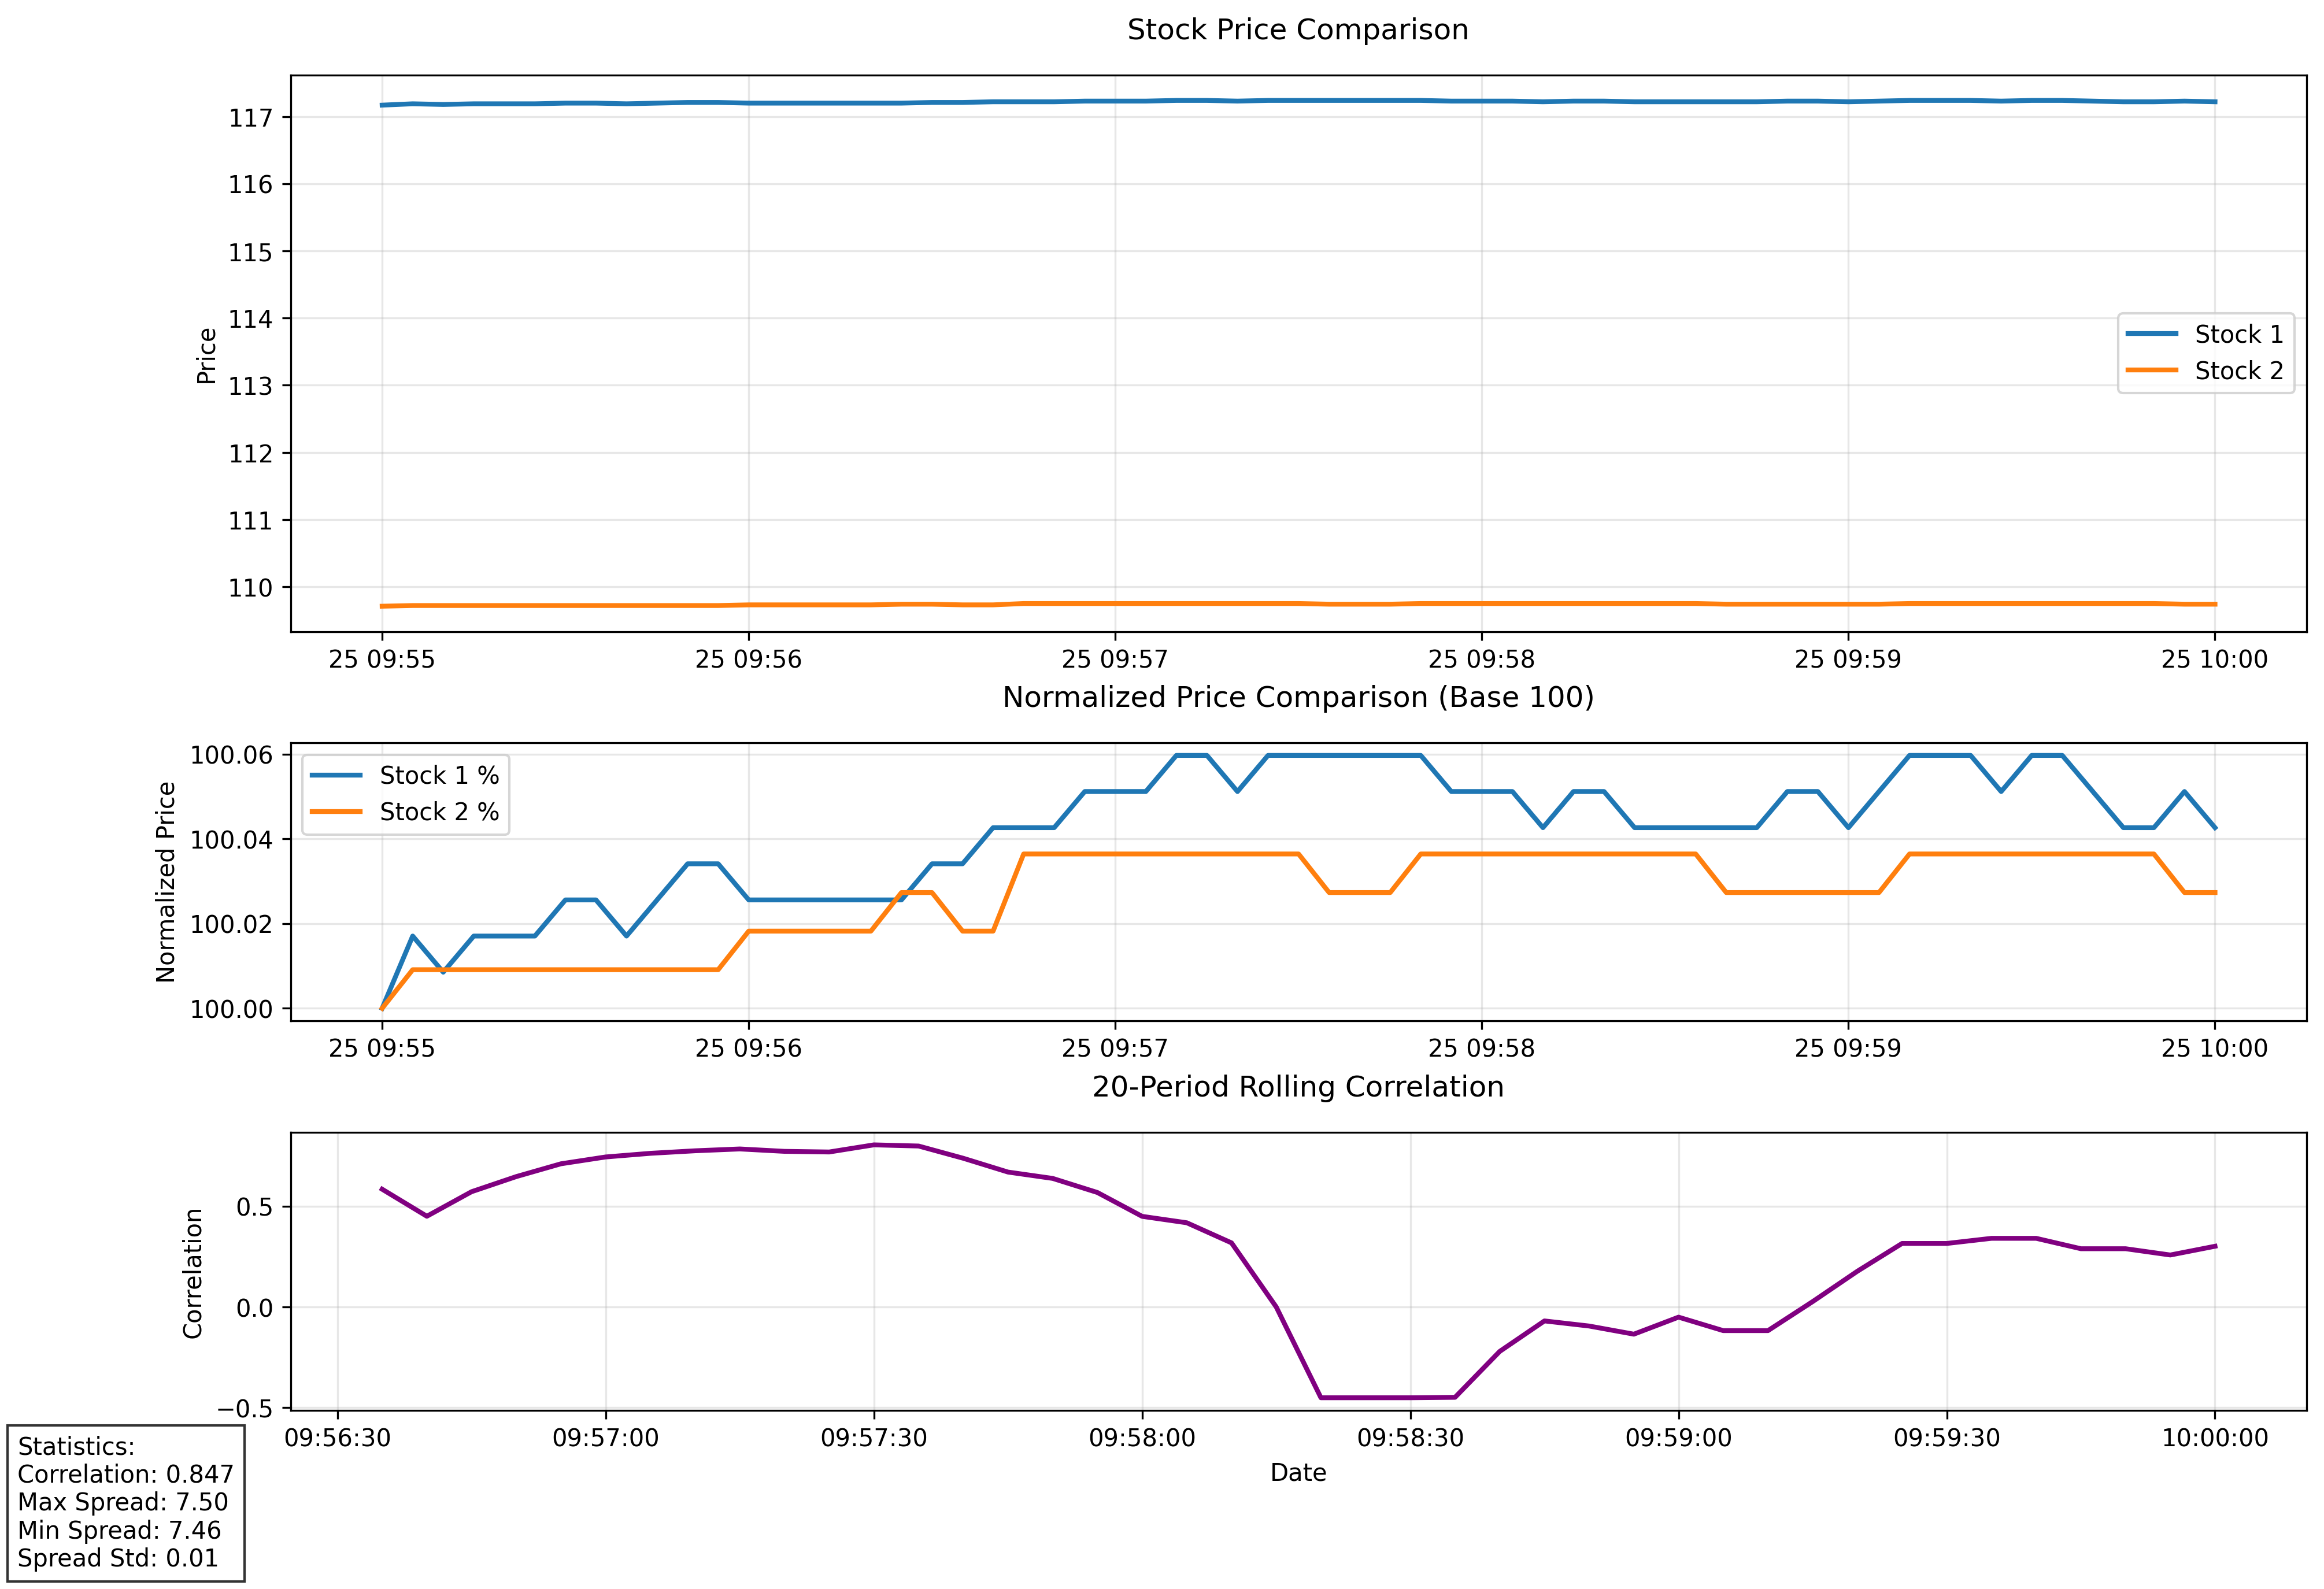 Stock Price Comparison
117
116
115
114
113
112
111
110
Price
Stock 1
Stock 2
25 09:55 25 09:56 25 09:57 25 09:58 25 09:59 25 10:00
Normalized Price Comparison (Base 100)
100.06
100.04
100.02
100.00
Normalized Price
Stock 1 %
Stock 2 %
25 09:55 25 09:56 25 09:57 25 09:58 25 09:59 25 10:00
20-Period Rolling Correlation
0.5
0.0
−0.5
Correlation
09:56:30 09:57:00 09:57:30 09:58:00 09:58:30 09:59:00 09:59:30 10:00:00
Date
Statistics:
Correlation: 0.847
Max Spread: 7.50
Min Spread: 7.46
Spread Std: 0.01